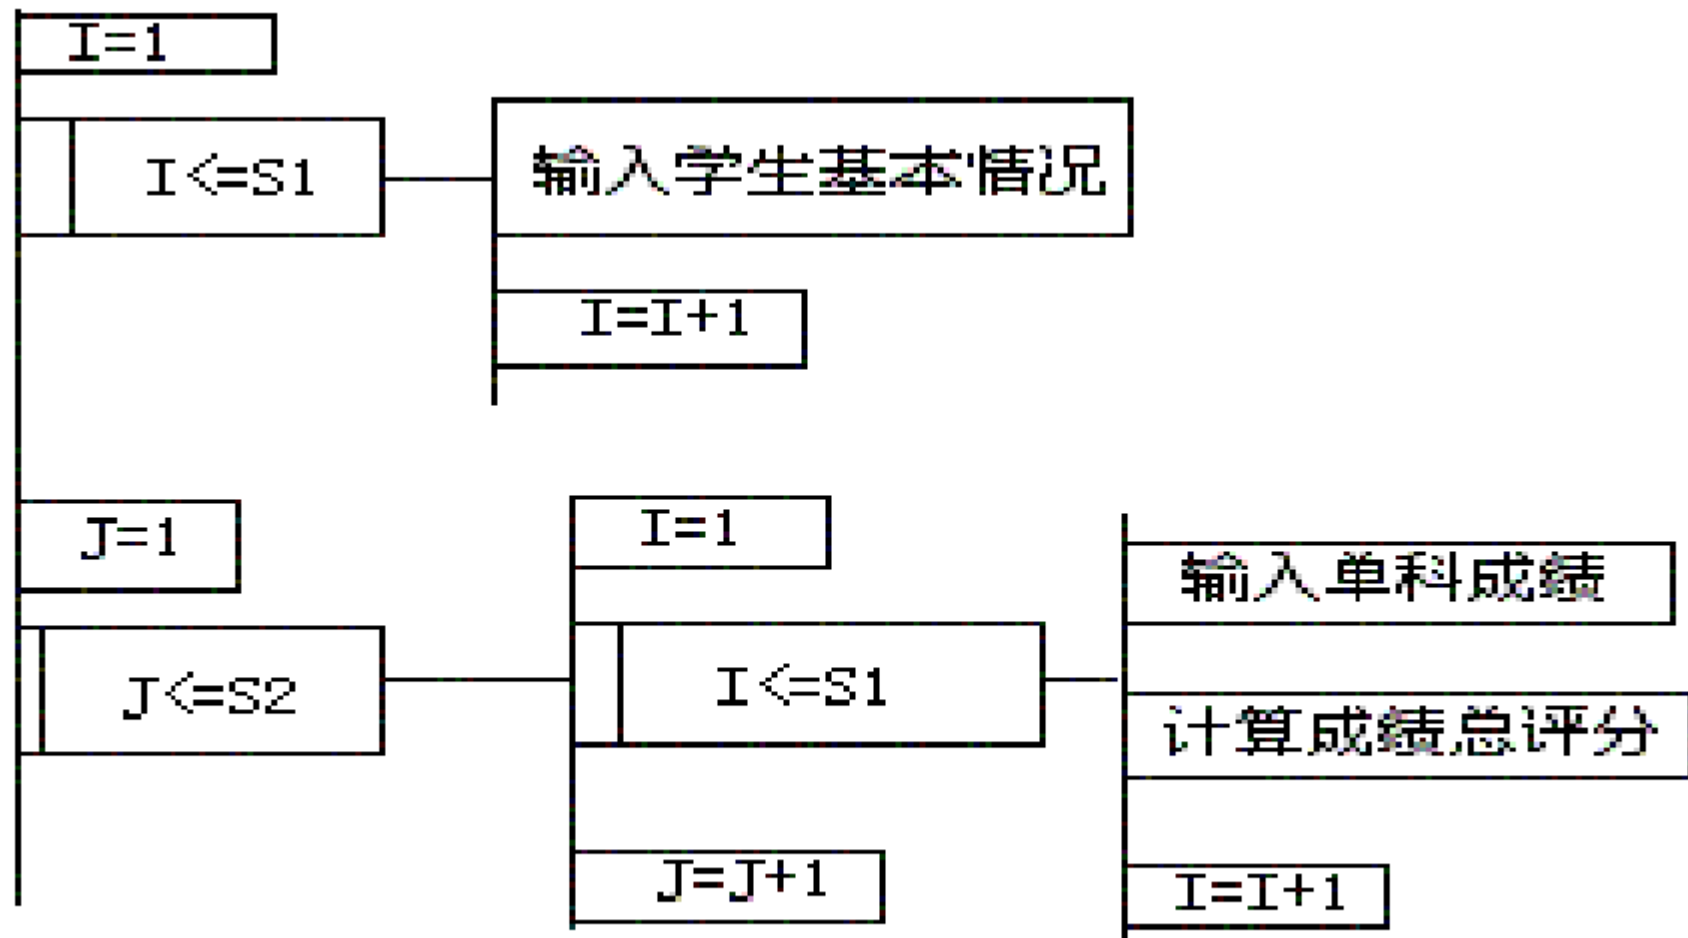 I=1
I<=S1
输入学生基本情况
I=I+1
J=1
J<=S2
I=1
I<=S1
J=J+1
输入单科成绩
计算成绩总评分
I=I+1